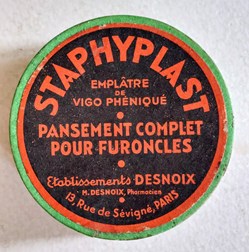 STAPHYPLAST
EMPLÂTRE
DE
VIGO PHÉNIQUÉ
PANSEMENT COMPLET
POUR FURONCLES
Etablissements DESNOIX
H. DESNOIX, Pharmacien
13, Rue de Sévigné, PARIS